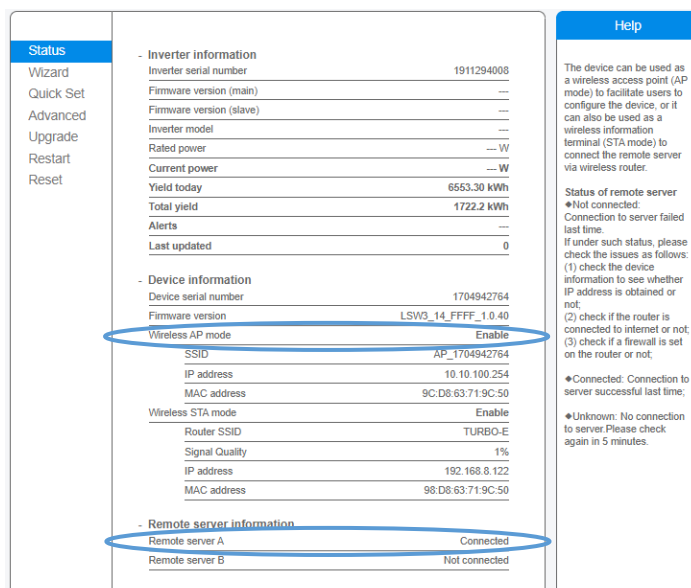 Status
Wizard
Quick Set
Advanced
Upgrade
Restart
Reset
- Inverter information
Inverter serial number 1911294008
Firmware version (main) ---
Firmware version (slave) ---
Inverter model ---
Rated power --- W
Current power --- W
Yield today 6553.30 kWh
Total yield 1722.2 kWh
Alerts ---
Last updated 0
- Device information
Device serial number 1704942764
Firmware version LSW3_14_FFFF_1.0.40
Wireless AP mode Enable
SSID AP_1704942764
IP address 10.10.100.254
MAC address 9C:D8:63:71:9C:50
Wireless STA mode Enable
Router SSID TURBO-E
Signal Quality 1%
IP address 192.168.8.122
MAC address 98:D8:63:71:9C:50
- Remote server information
Remote server A Connected
Remote server B Not connected
Help
The device can be used as
a wireless access point (AP
mode) to facilitate users to
configure the device, or it
can also be used as a
wireless information
terminal (STA mode) to
connect the remote server
via wireless router.
Status of remote server
◆Not connected:
Connection to server failed
last time.
If under such status, please
check the issues as follows:
(1) check the device
information to see whether
IP address is obtained or
not;
(2) check if the router is
connected to internet or not;
(3) check if a firewall is set
on the router or not;
◆Connected: Connection to
server successful last time;
◆Unknown: No connection
to server.Please check
again in 5 minutes.